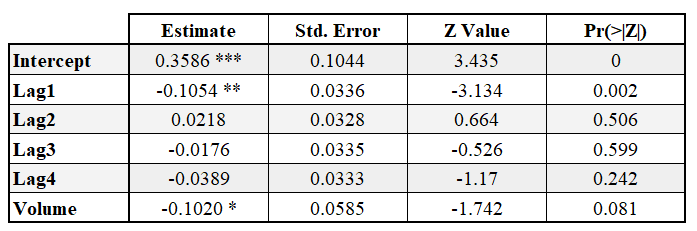 Estimate Std. Error Z Value Pr(>|Z|)
Intercept 0.3586 *** 0.1044 3.435 0
Lag1 -0.1054 ** 0.0336 -3.134 0.002
Lag2 0.0218 0.0328 0.664 0.506
Lag3 -0.0176 0.0335 -0.526 0.599
Lag4 -0.0389 0.0333 -1.17 0.242
Volume -0.1020 * 0.0585 -1.742 0.081